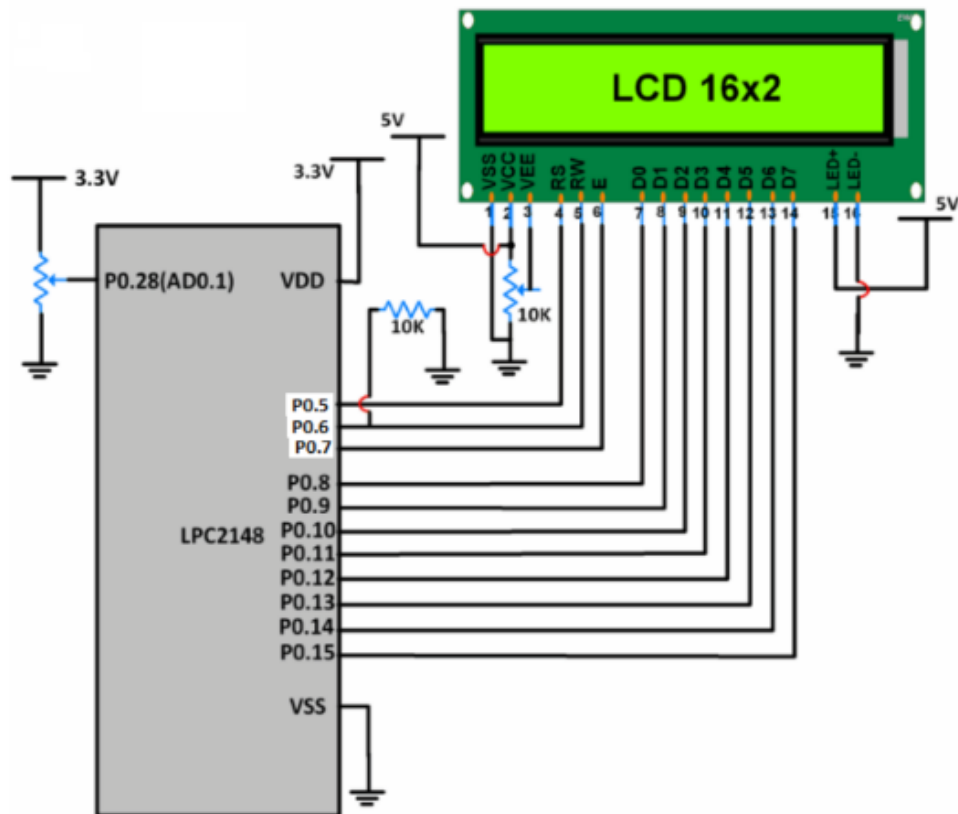 LCD 16x2
5V
VSS
VCC
VEE
RS
RW
E
D0
D1
D2
D3
D4
D5
D6
D7
LED+
LED-
1
2
3
4
5
6
7
8
9
10
11
12
13
14
15
16
5V
3.3V
3.3V
P0.28(AD0.1)
VDD
10K
10K
P0.5
P0.6
P0.7
P0.8
P0.9
LPC2148
P0.10
P0.11
P0.12
P0.13
P0.14
P0.15
VSS